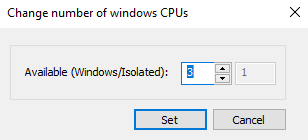 Change number of windows CPUs
Available (Windows/Isolated): 3 1
Set Cancel